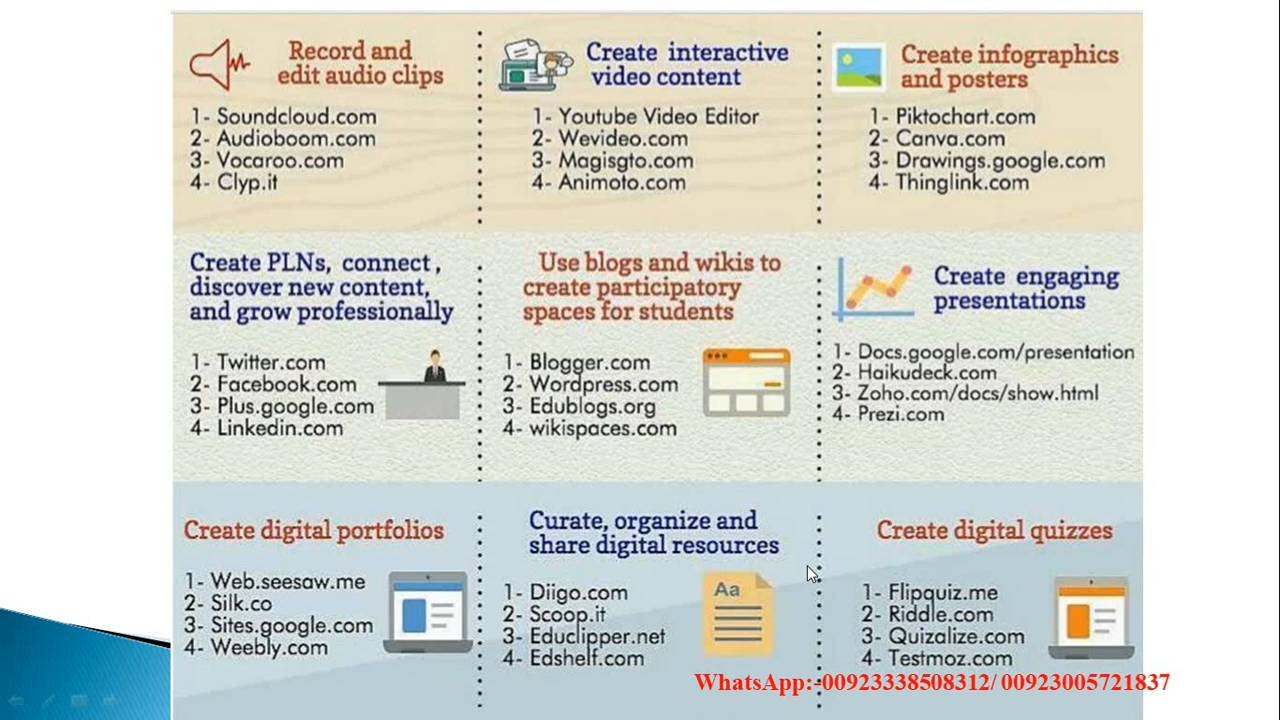 Record and
edit audio clips
1- Soundcloud.com
2- Audioboom.com
3- Vocaroo.com
4- Clyp.it
Create interactive
video content
1- Youtube Video Editor
2- Wevideo.com
3- Magisgto.com
4- Animoto.com
Create infographics
and posters
1- Piktochart.com
2- Canva.com
3- Drawings.google.com
4- Thinglink.com
Create PLNs, connect,
discover new content,
and grow professionally
1- Twitter.com
2- Facebook.com
3- Plus.google.com
4- Linkedin.com
Use blogs and wikis to
create participatory
spaces for students
1- Blogger.com
2- Wordpress.com
3- Edublogs.org
4- wikispaces.com
Create engaging
presentations
1- Docs.google.com/presentation
2- Haikudeck.com
3- Zoho.com/docs/show.html
4- Prezi.com
Create digital portfolios
1- Web.seesaw.me
2- Silk.co
3- Sites.google.com
4- Weebly.com
Curate, organize and
share digital resources
1- Diigo.com
2- Scoop.it
3- Educlipper.net
4- Edshelf.com
Aa
Create digital quizzes
1- Flipquiz.me
2- Riddle.com
3- Quizalize.com
4- Testmoz.com
WhatsApp:-00923338508312/ 00923005721837